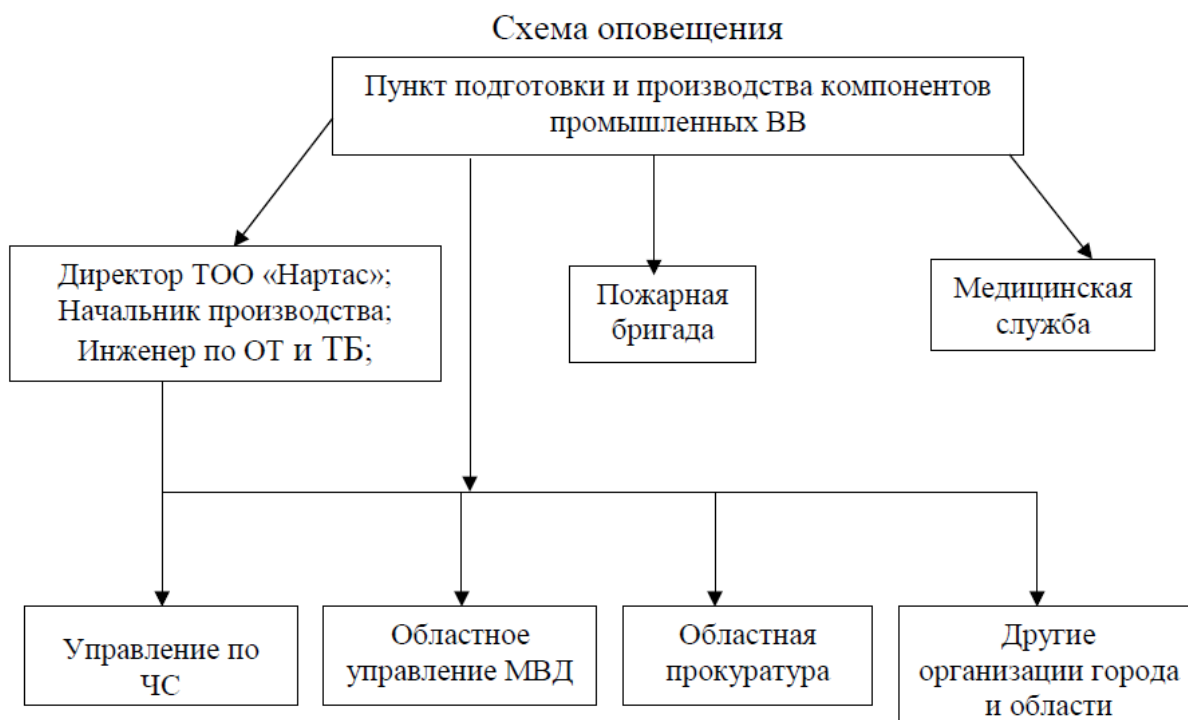 Схема оповещения
Пункт подготовки и производства компонентов
промышленных ВВ
Директор ТОО «Нартас»;
Начальник производства;
Инженер по ОТ и ТБ;
Пожарная
бригада
Медицинская
служба
Управление по
ЧС
Областное
управление МВД
Областная
прокуратура
Другие
организации города
и области